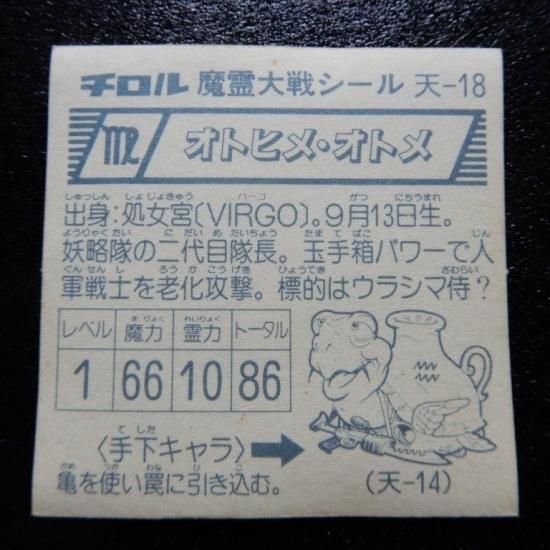 チロル 魔霊大戦シール 天-18
オトヒメ・オトメ
しゅっしん しょじょきゅう バーゴ がつ にちうまれ
出身:処女宮(VIRGO)。9月13日生。
ようりゃくたい に だいめ たいちょう たまてばこ じん
妖略隊の二代目隊長。玉手箱パワーで人
ぐんせんし ろうか こうげき ひょうてき ざむらい
軍戦士を老化攻撃。標的はウラシマ侍?
レベル 魔力 霊力 トータル
まりょく れいりょく
1 66 10 86
てした
〈手下キャラ〉
かめ つか わな ひ こ
亀を使い罠に引き込む。
(天-14)